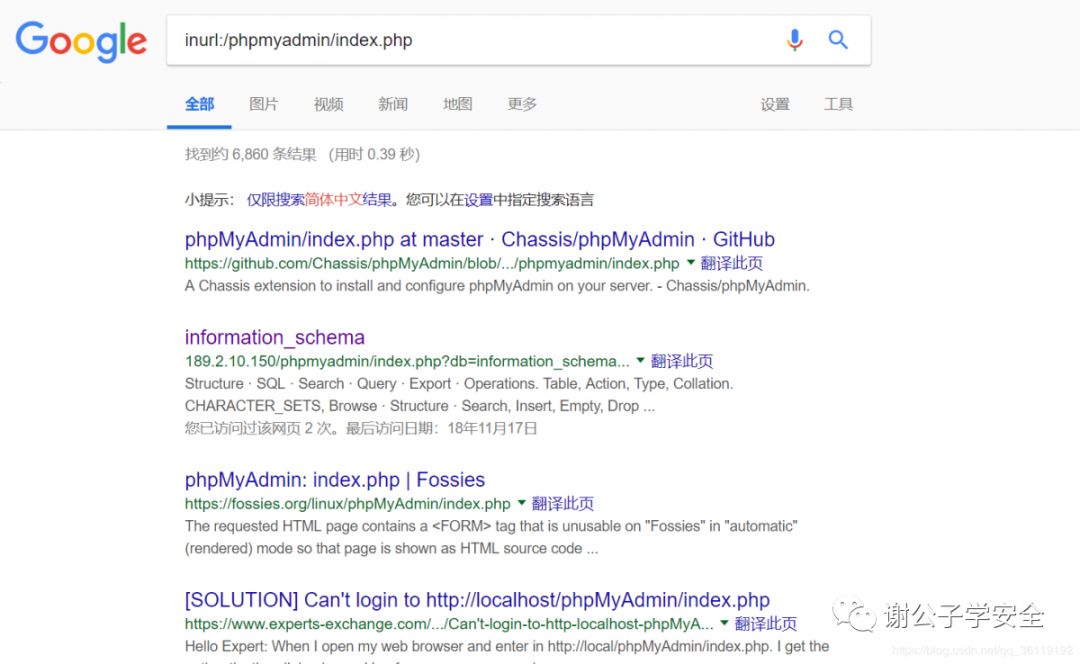 Google
inurl:/phpmyadmin/index.php
全部 图片 视频 新闻 地图 更多 设置 工具
找到约 6,860 条结果 （用时 0.39 秒）
小提示： 仅限搜索简体中文结果。您可以在设置中指定搜索语言
phpMyAdmin/index.php at master · Chassis/phpMyAdmin · GitHub
https://github.com/Chassis/phpMyAdmin/blob/.../phpmyadmin/index.php ▼ 翻译此页
A Chassis extension to install and configure phpMyAdmin on your server. - Chassis/phpMyAdmin.
information_schema
189.2.10.150/phpmyadmin/index.php?db=information_schema... ▼ 翻译此页
Structure · SQL · Search · Query · Export · Operations. Table, Action, Type, Collation.
CHARACTER_SETS, Browse · Structure · Search, Insert, Empty, Drop ...
您已访问过该网页 2 次。最后访问日期：18年11月17日
phpMyAdmin: index.php | Fossies
https://fossies.org/linux/phpMyAdmin/index.php ▼ 翻译此页
The requested HTML page contains a <FORM> tag that is unusable on "Fossies" in "automatic"
(rendered) mode so that page is shown as HTML source code ...
[SOLUTION] Can't login to http://localhost/phpMyAdmin/index.php
https://www.experts-exchange.com/.../Can't-login-to-http-localhost-phpMyA... ▼ 翻译此页
Hello Expert: When I open my web browser and enter in http://local/phpMyAdmin/index.php. I get the
谢公子学安全
https://blog.csdn.net/qq_36119192